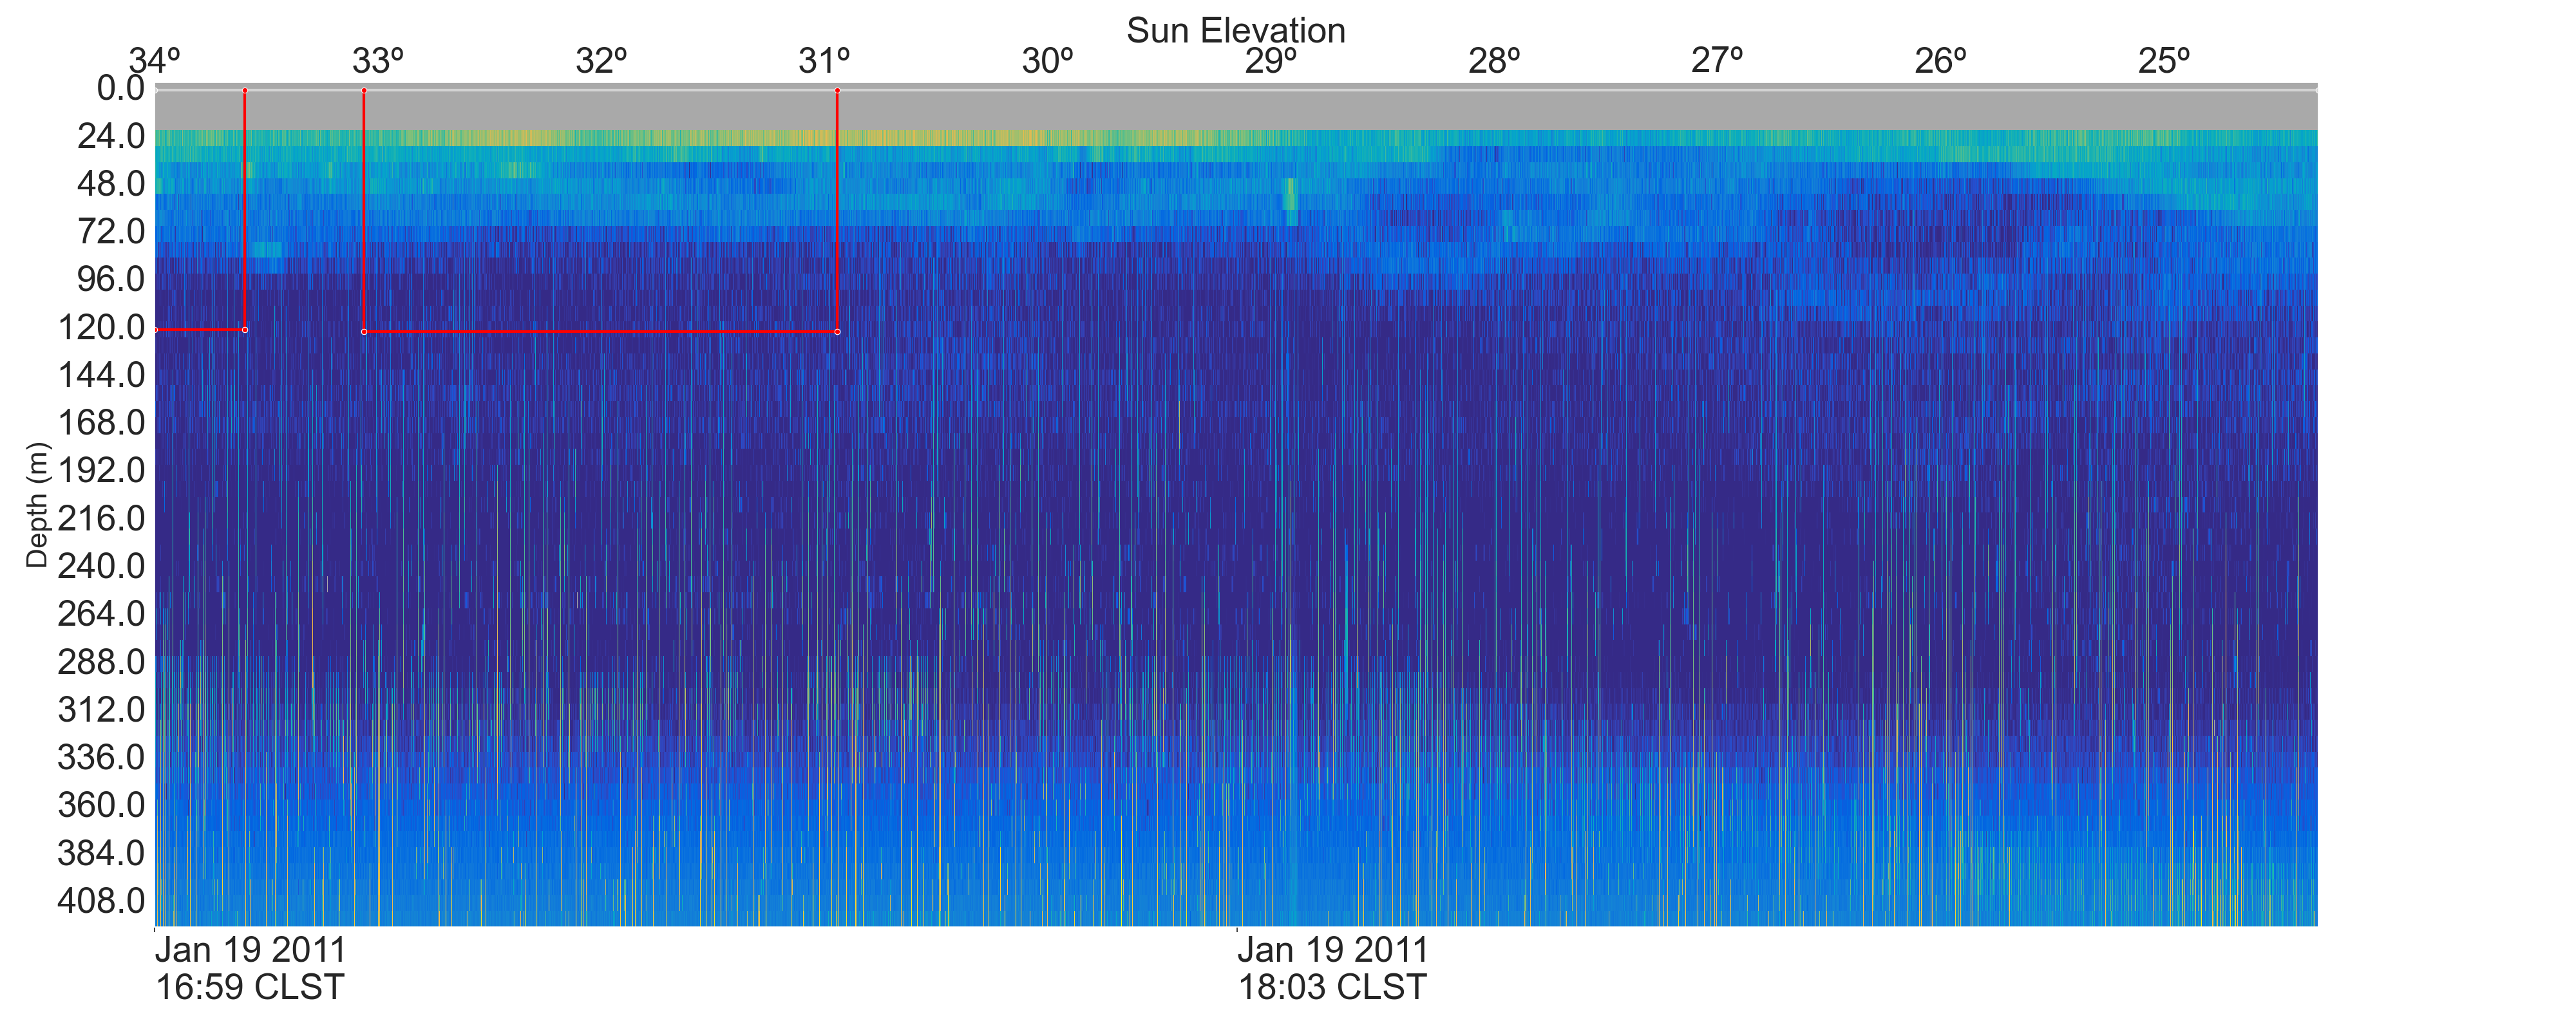 Sun Elevation
34º 33º 32º 31º 30º 29º 28º 27º 26º 25º
0.0
24.0
48.0
72.0
96.0
120.0
144.0
168.0
192.0
216.0
240.0
264.0
288.0
312.0
336.0
360.0
384.0
408.0
Depth (m)
Jan 19 2011
16:59 CLST
Jan 19 2011
18:03 CLST